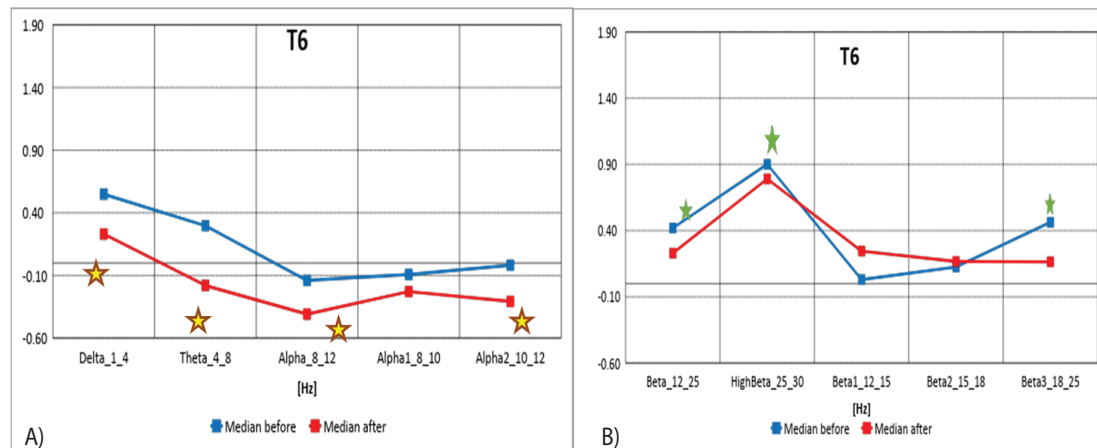 T6
1.90
1.40
0.90
0.40
-0.10
-0.60
Delta_1_4 Theta_4_8 Alpha_8_12 Alpha1_8_10 Alpha2_10_12
[Hz]
Median before Median after
A)
T6
1.90
1.40
0.90
0.40
-0.10
-0.60
Beta_12_25 HighBeta_25_30 Beta1_12_15 Beta2_15_18 Beta3_18_25
[Hz]
Median before Median after
B)